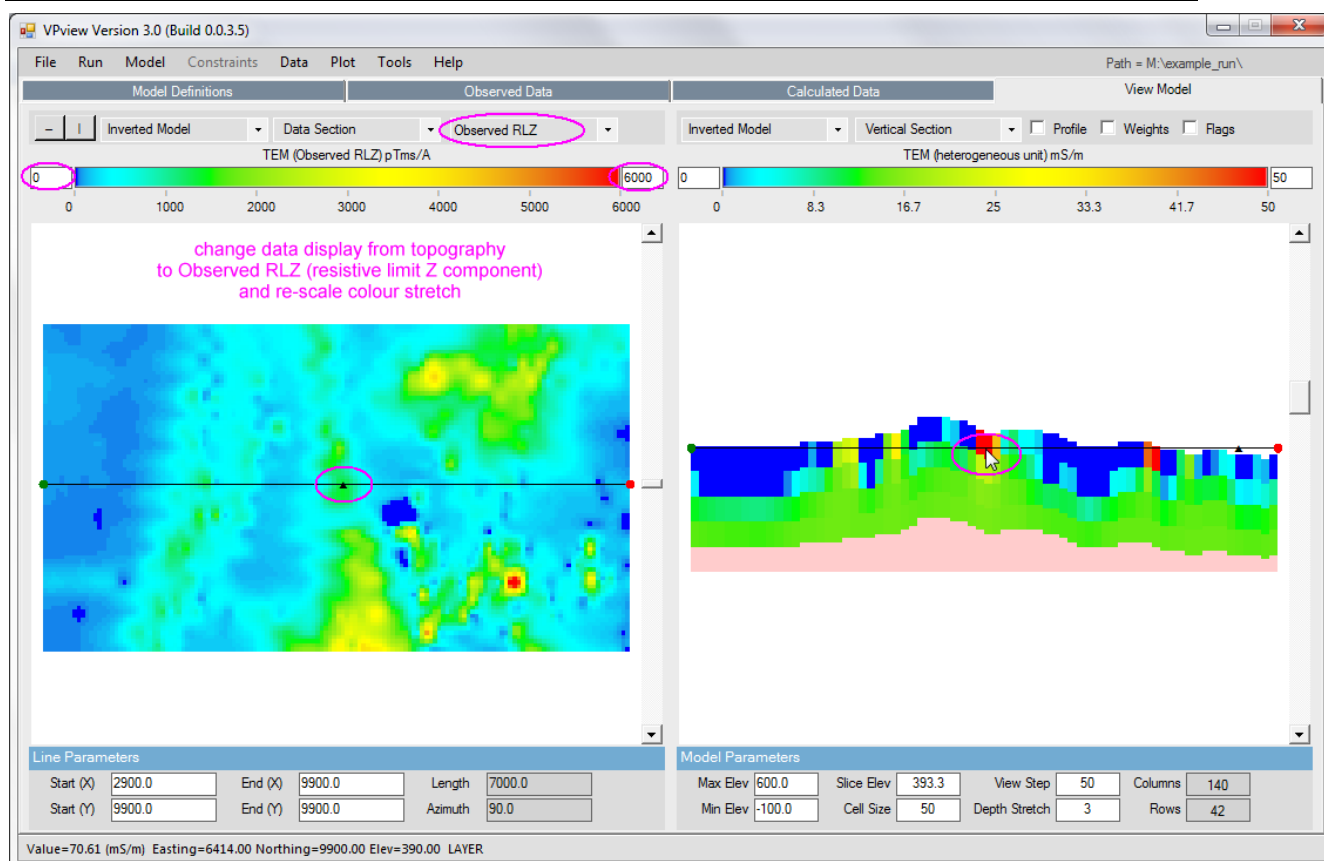 VPview Version 3.0 (Build 0.0.3.5)
File Run Model Constraints Data Plot Tools Help Path = M:\example_run\
Model Definitions Observed Data Calculated Data View Model
– | Inverted Model Data Section Observed RLZ Inverted Model Vertical Section Profile Weights Flags
TEM (Observed RLZ) pTms/A TEM (heterogeneous unit) mS/m
0 6000 0 50
0 1000 2000 3000 4000 5000 6000 0 8.3 16.7 25 33.3 41.7 50
change data display from topography
to Observed RLZ (resistive limit Z component)
and re-scale colour stretch
Line Parameters Model Parameters
Start (X) 2900.0 End (X) 9900.0 Length 7000.0 Max Elev 600.0 Slice Elev 393.3 View Step 50 Columns 140
Start (Y) 9900.0 End (Y) 9900.0 Azimuth 90.0 Min Elev -100.0 Cell Size 50 Depth Stretch 3 Rows 42
Value=70.61 (mS/m) Easting=6414.00 Northing=9900.00 Elev=390.00 LAYER